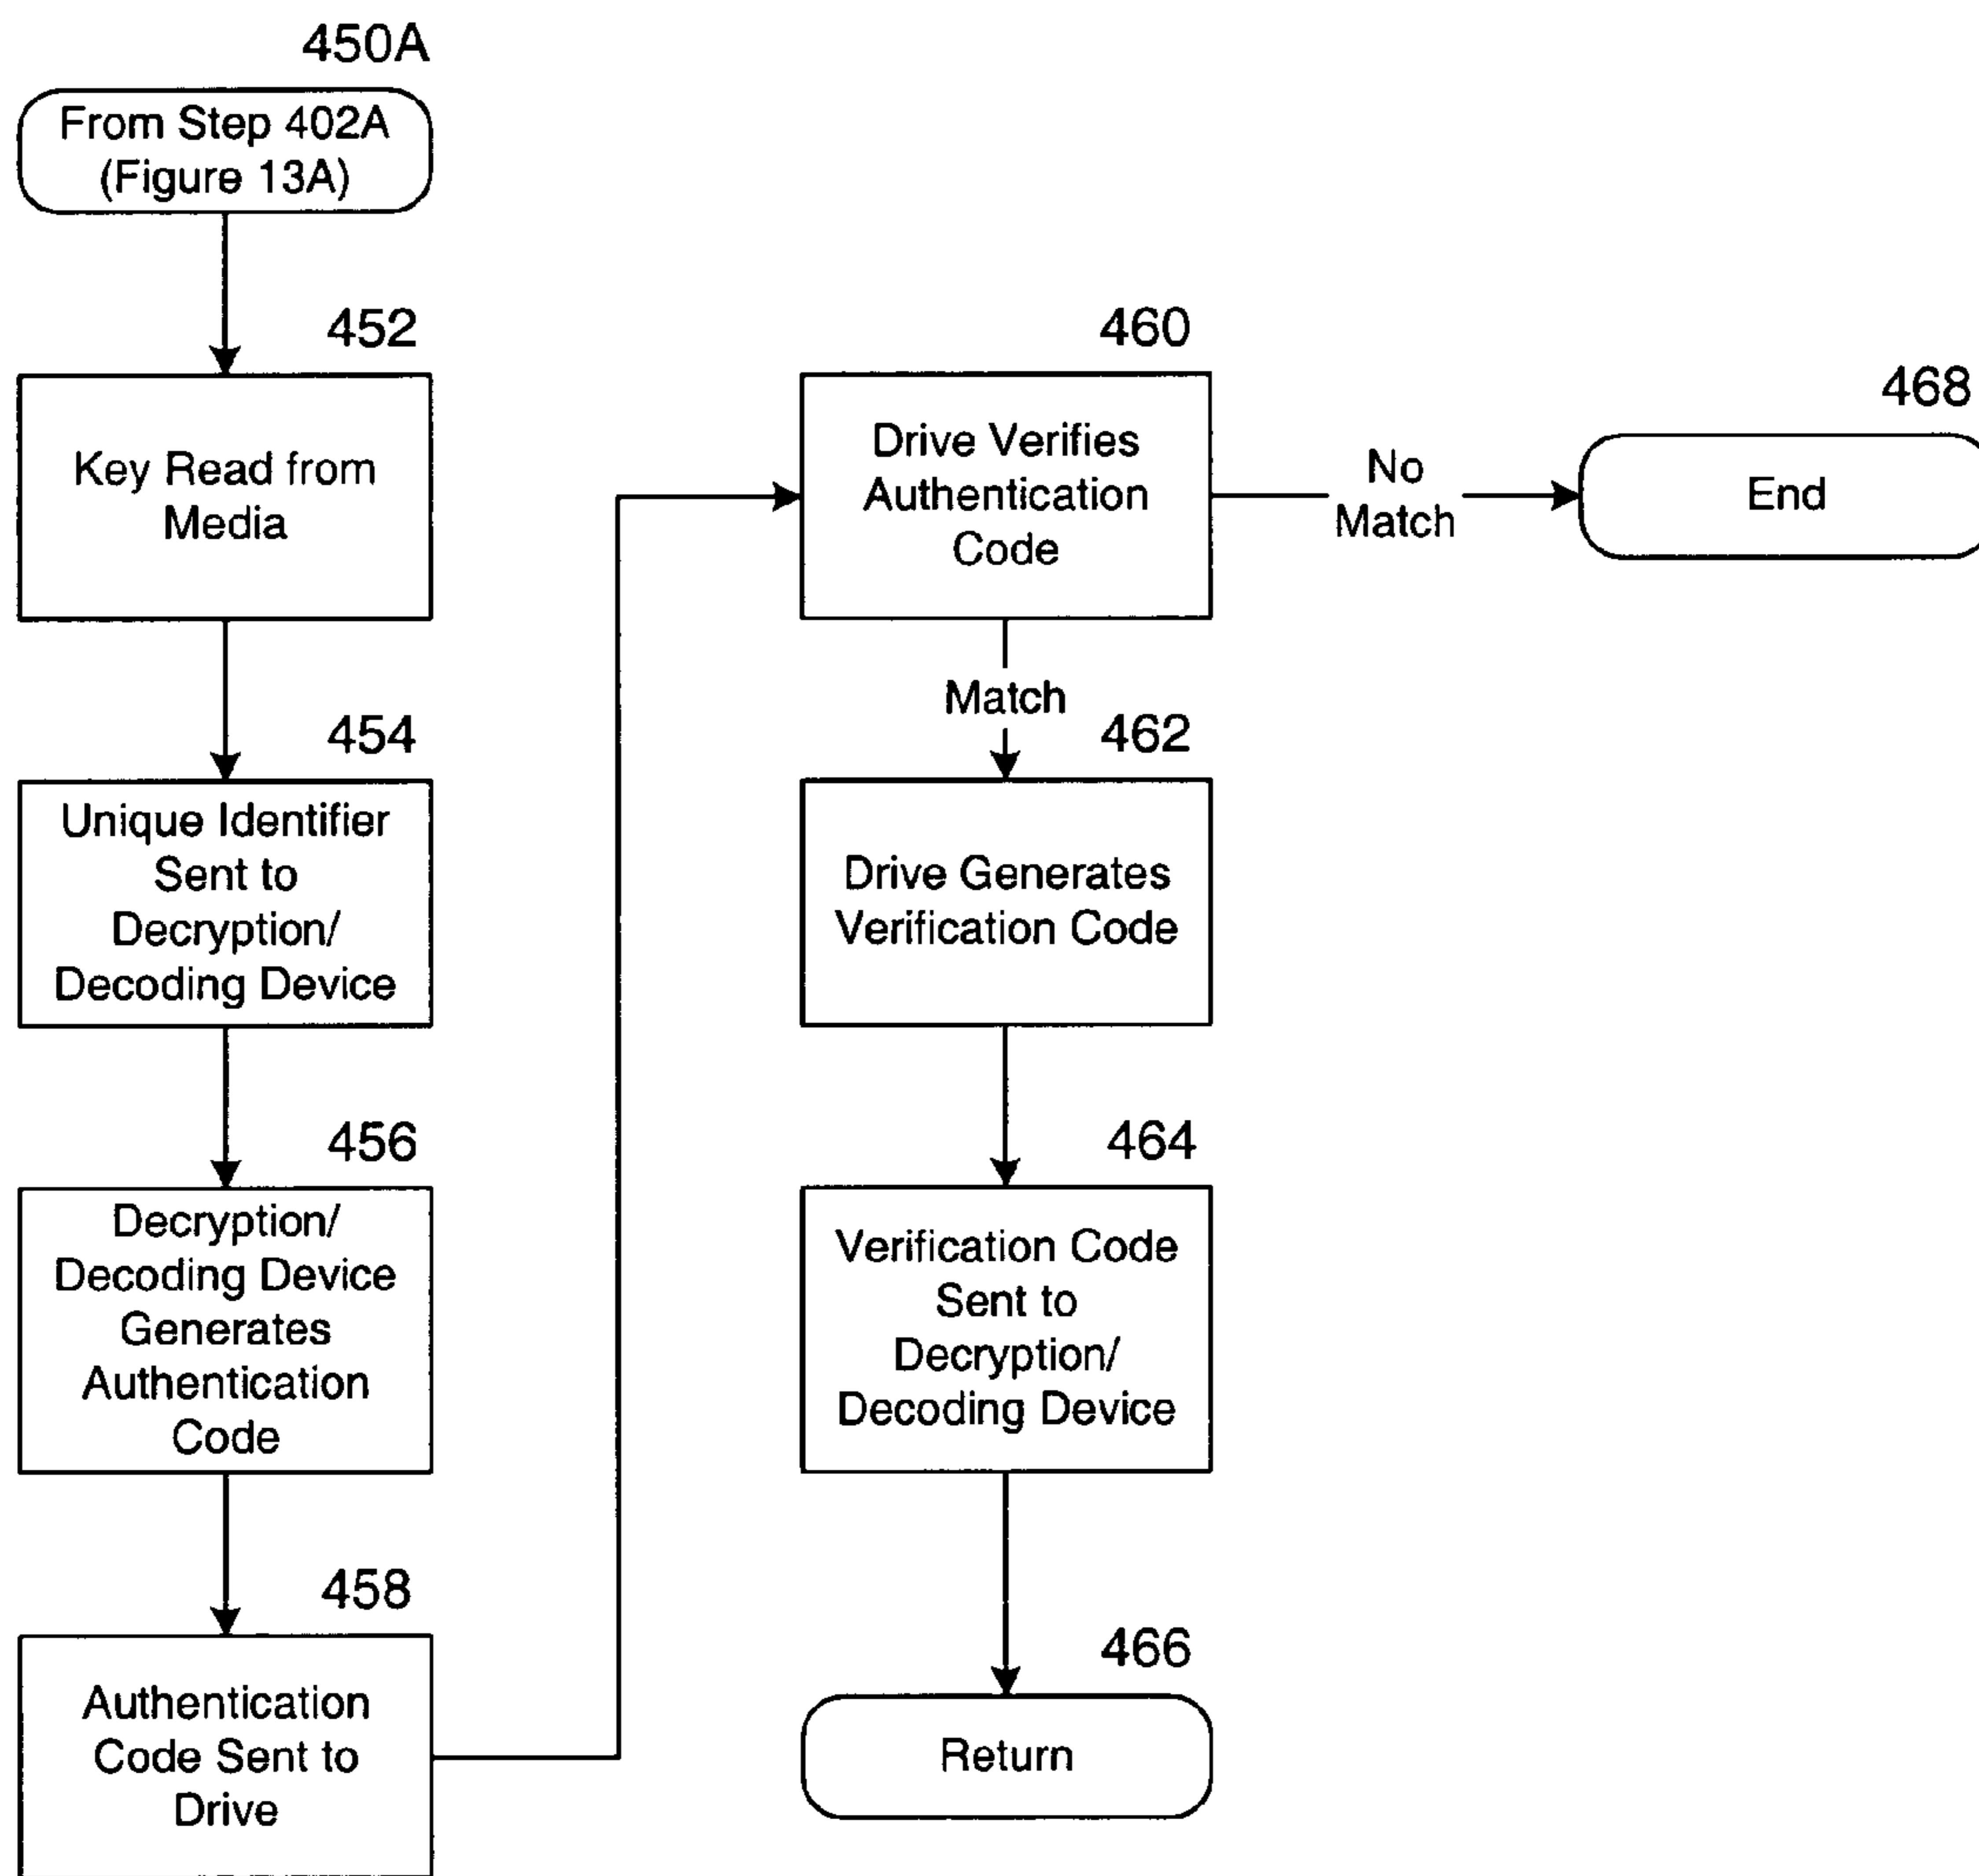 450A
From Step 402A
(Figure 13A)
452
Key Read from
Media
454
Unique Identifier
Sent to
Decryption/
Decoding Device
456
Decryption/
Decoding Device
Generates
Authentication
Code
458
Authentication
Code Sent to
Drive
460
Drive Verifies
Authentication
Code
No
Match
468
End
Match
462
Drive Generates
Verification Code
464
Verification Code
Sent to
Decryption/
Decoding Device
466
Return